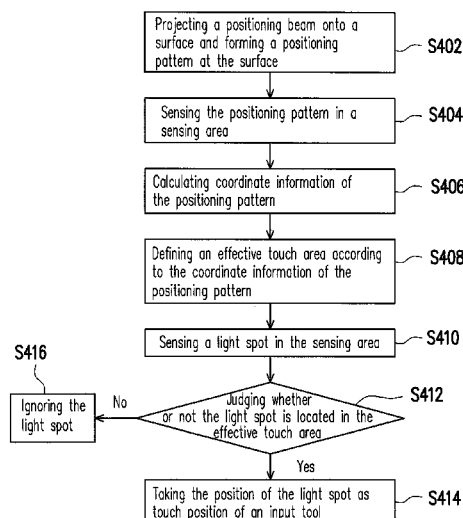 Projecting a positioning beam onto a
surface and forming a positioning
pattern at the surface
S402
Sensing the positioning pattern in a
sensing area
S404
Calculating coordinate information of
the positioning pattern
S406
Defining an effective touch area according
to the coordinate information of the
positioning pattern
S408
Sensing a light spot in the sensing area
S410
S416
Ignoring the
light spot
No
Judging whether
or not the light spot is located in the
effective touch area
S412
Yes
Taking the position of the light spot as
touch position of an input tool
S414